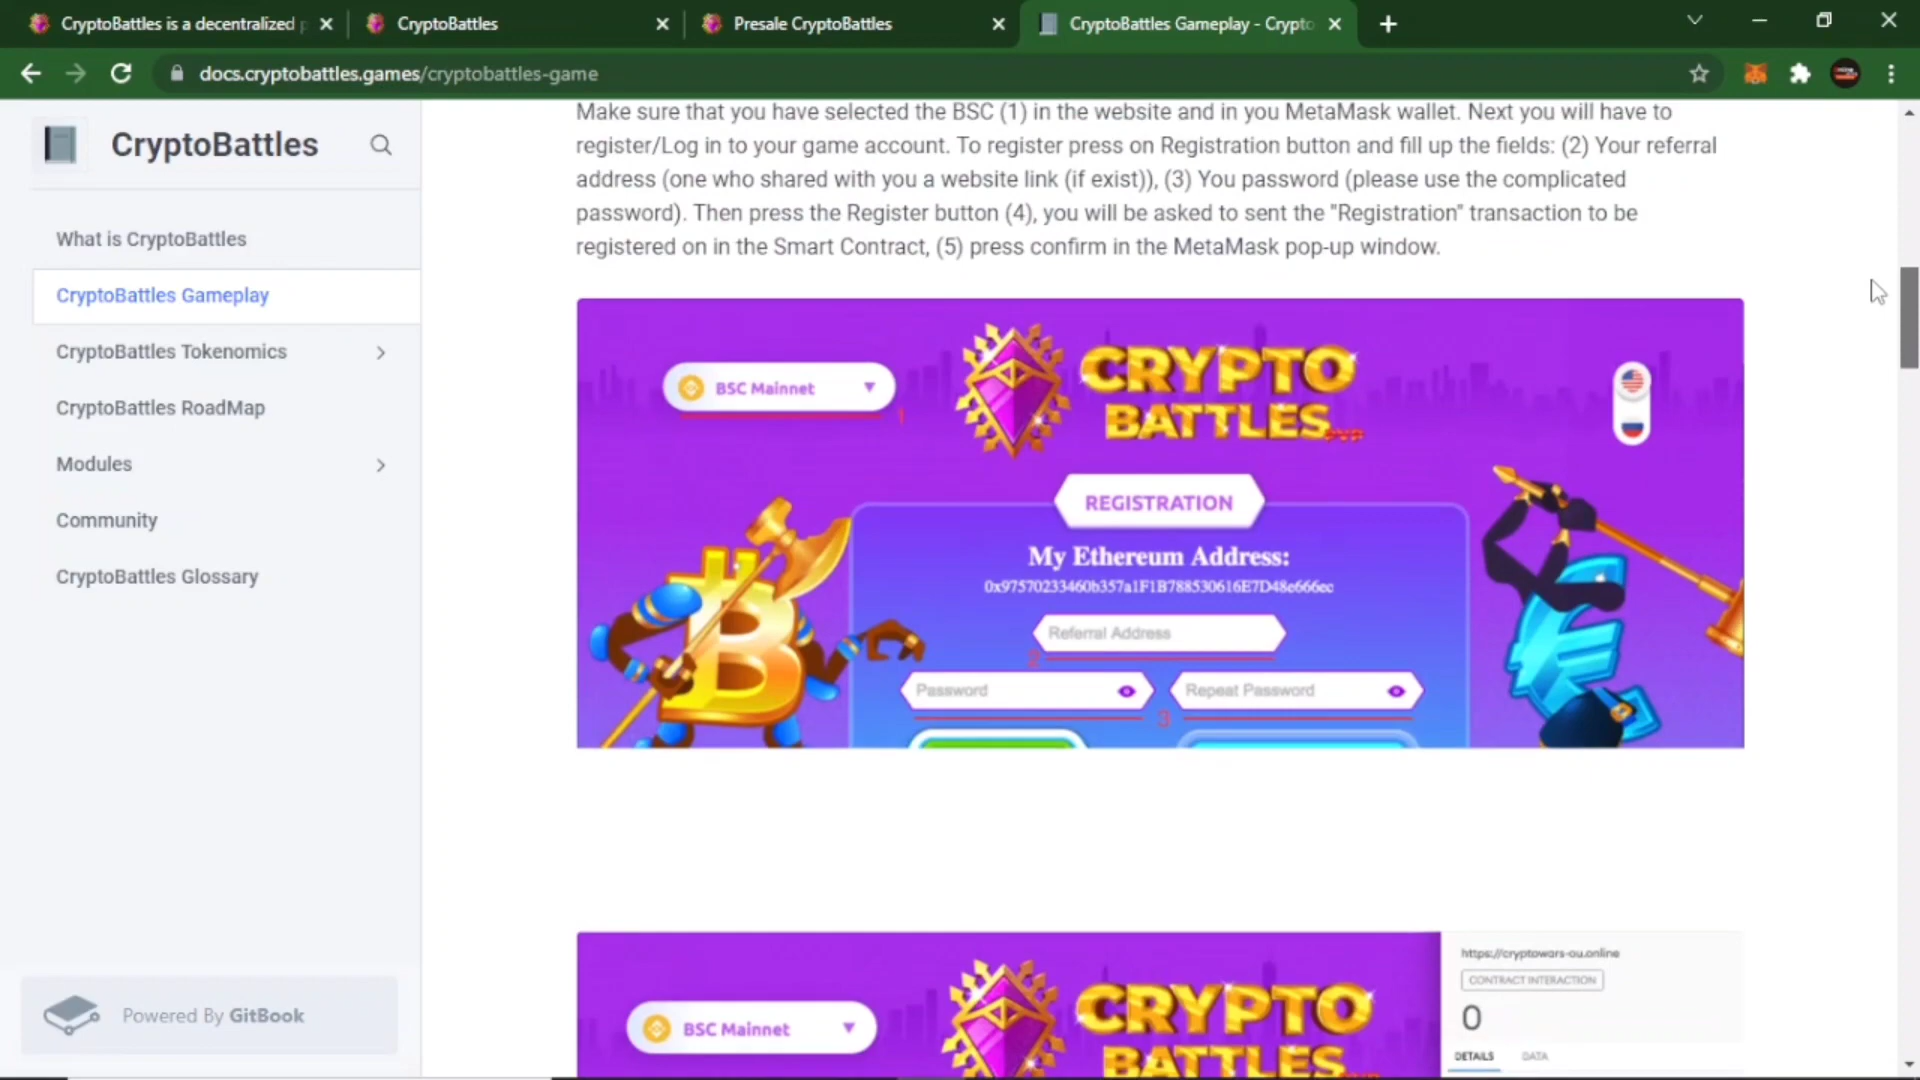 CryptoBattles is a decentralized p
CryptoBattles
Presale CryptoBattles
CryptoBattles Gameplay - Crypto
docs.cryptobattles.games/cryptobattles-game
CryptoBattles
What is CryptoBattles
CryptoBattles Gameplay
CryptoBattles Tokenomics
CryptoBattles RoadMap
Modules
Community
CryptoBattles Glossary
Powered By GitBook
Make sure that you have selected the BSC (1) in the website and in you MetaMask wallet. Next you will have to
register/Log in to your game account. To register press on Registration button and fill up the fields: (2) Your referral
address (one who shared with you a website link (if exist)), (3) You password (please use the complicated
password). Then press the Register button (4), you will be asked to sent the "Registration" transaction to be
registered on in the Smart Contract, (5) press confirm in the MetaMask pop-up window.
BSC Mainnet
1
CRYPTO
BATTLES
PVP
REGISTRATION
My Ethereum Address:
0x97570233460b357a1F1B788530616E7D48e666ec
Referral Address
2
Password
Repeat Password
3
BSC Mainnet
CRYPTO
BATTLES
https://cryptowars-ou.online
CONTRACT INTERACTION
0
DETAILS
DATA